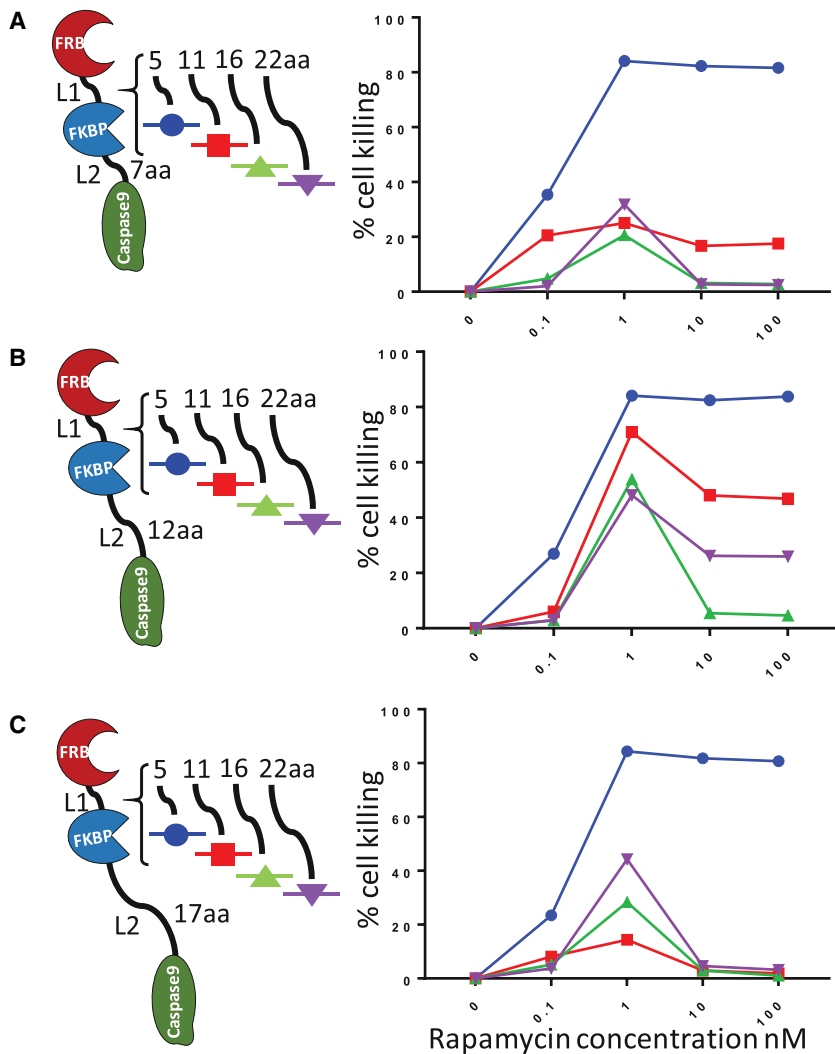 A
FRB
L1
FKBP
L2
7aa
Caspase9
5 11 16 22aa
% cell killing
100
80
60
40
20
0
0 0.1 1 10 100
B
FRB
L1
FKBP
L2
12aa
Caspase9
5 11 16 22aa
% cell killing
100
80
60
40
20
0
0 0.1 1 10 100
C
FRB
L1
FKBP
L2
17aa
Caspase9
5 11 16 22aa
% cell killing
100
80
60
40
20
0
0 0.1 1 10 100
Rapamycin concentration nM